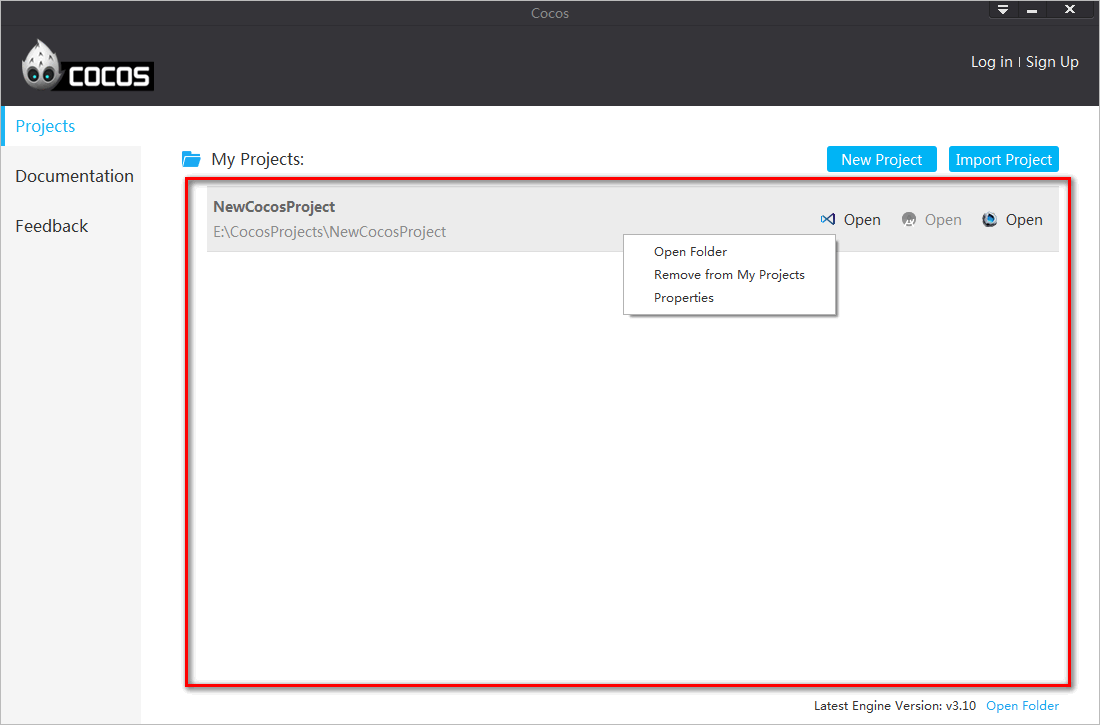 Cocos
COCOS
Log in | Sign Up
Projects
Documentation
Feedback
My Projects:
New Project
Import Project
NewCocosProject
E:\CocosProjects\NewCocosProject
Open
Open
Open
Open Folder
Remove from My Projects
Properties
Latest Engine Version: v3.10
Open Folder